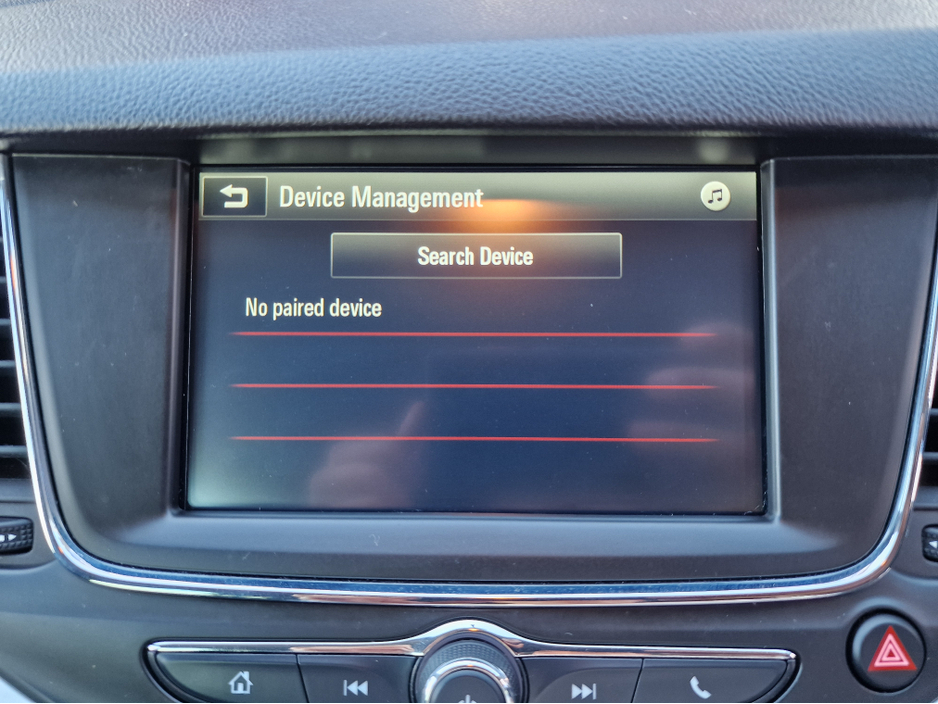 Device Management
Search Device
No paired device